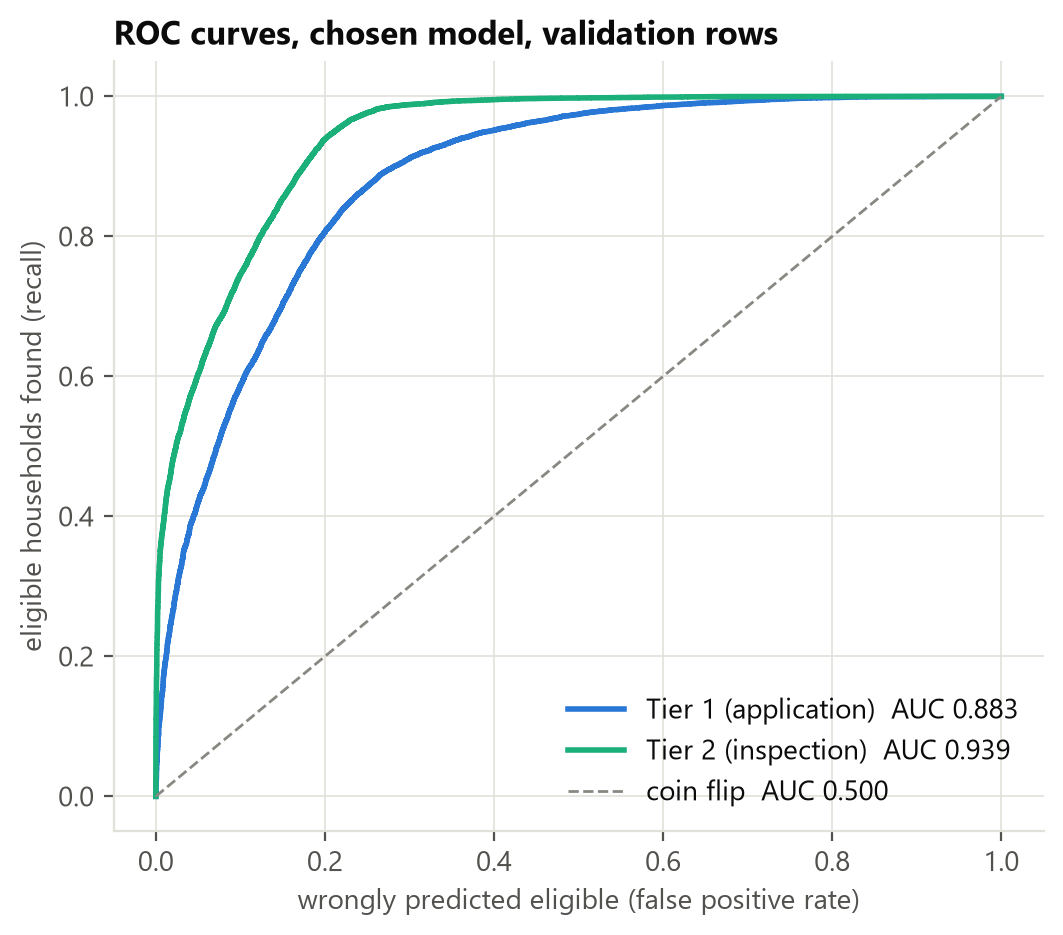 ROC curves, chosen model, validation rows
eligible households found (recall)
1.0
0.8
0.6
0.4
0.2
0.0
Tier 1 (application) AUC 0.883
Tier 2 (inspection) AUC 0.939
coin flip AUC 0.500
0.0 0.2 0.4 0.6 0.8 1.0
wrongly predicted eligible (false positive rate)